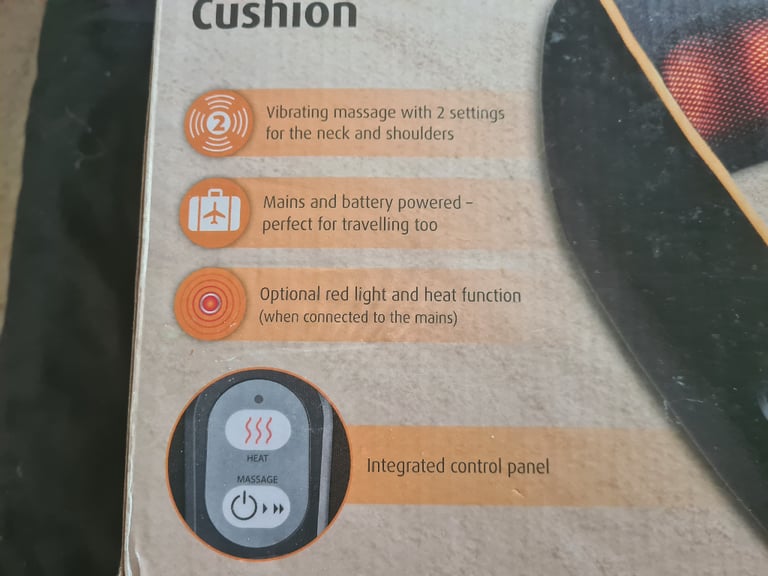 Cushion
2
Vibrating massage with 2 settings
for the neck and shoulders
Mains and battery powered –
perfect for travelling too
Optional red light and heat function
(when connected to the mains)
HEAT
MASSAGE
Integrated control panel